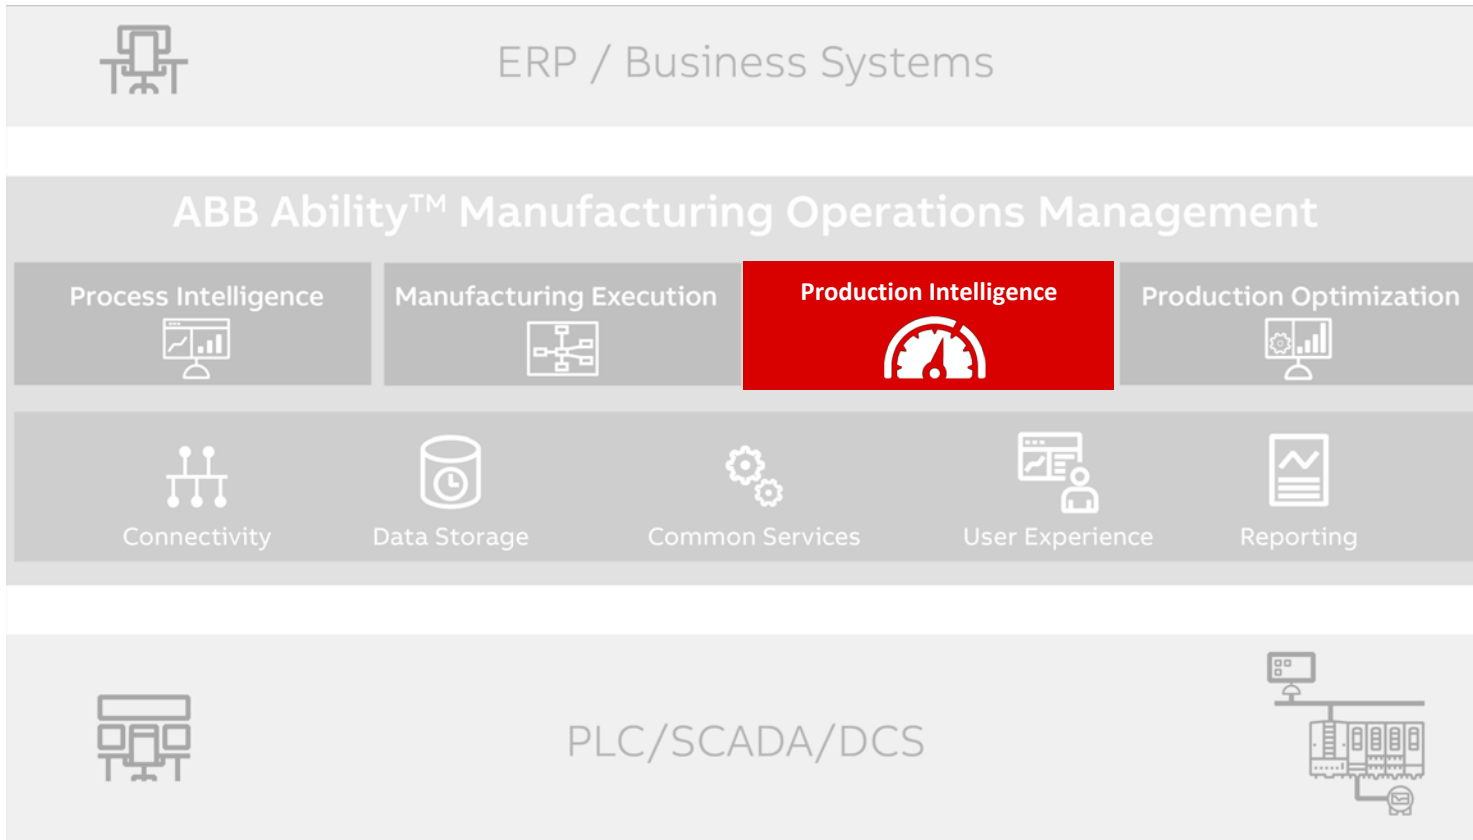 ERP / Business Systems
ABB Ability™ Manufacturing Operations Management
Process Intelligence
Manufacturing Execution
Production Intelligence
Production Optimization
Connectivity
Data Storage
Common Services
User Experience
Reporting
PLC/SCADA/DCS